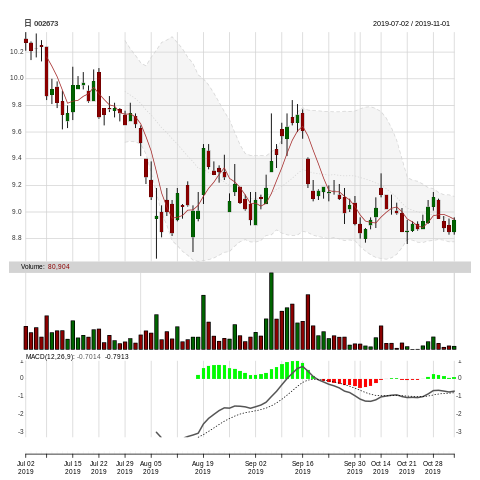 日 002673
2019-07-02 / 2019-11-01
10.2
10.0
9.8
9.6
9.4
9.2
9.0
8.8
Volume: 80,904
MACD(12,26,9): -0.7014 -0.7913
1 1
0 0
-1 -1
-2 -2
-3 -3
Jul 02 Jul 15 Jul 22 Jul 29 Aug 05 Aug 19 Sep 02 Sep 16 Sep 30 Oct 14 Oct 21 Oct 28
2019 2019 2019 2019 2019 2019 2019 2019 2019 2019 2019 2019